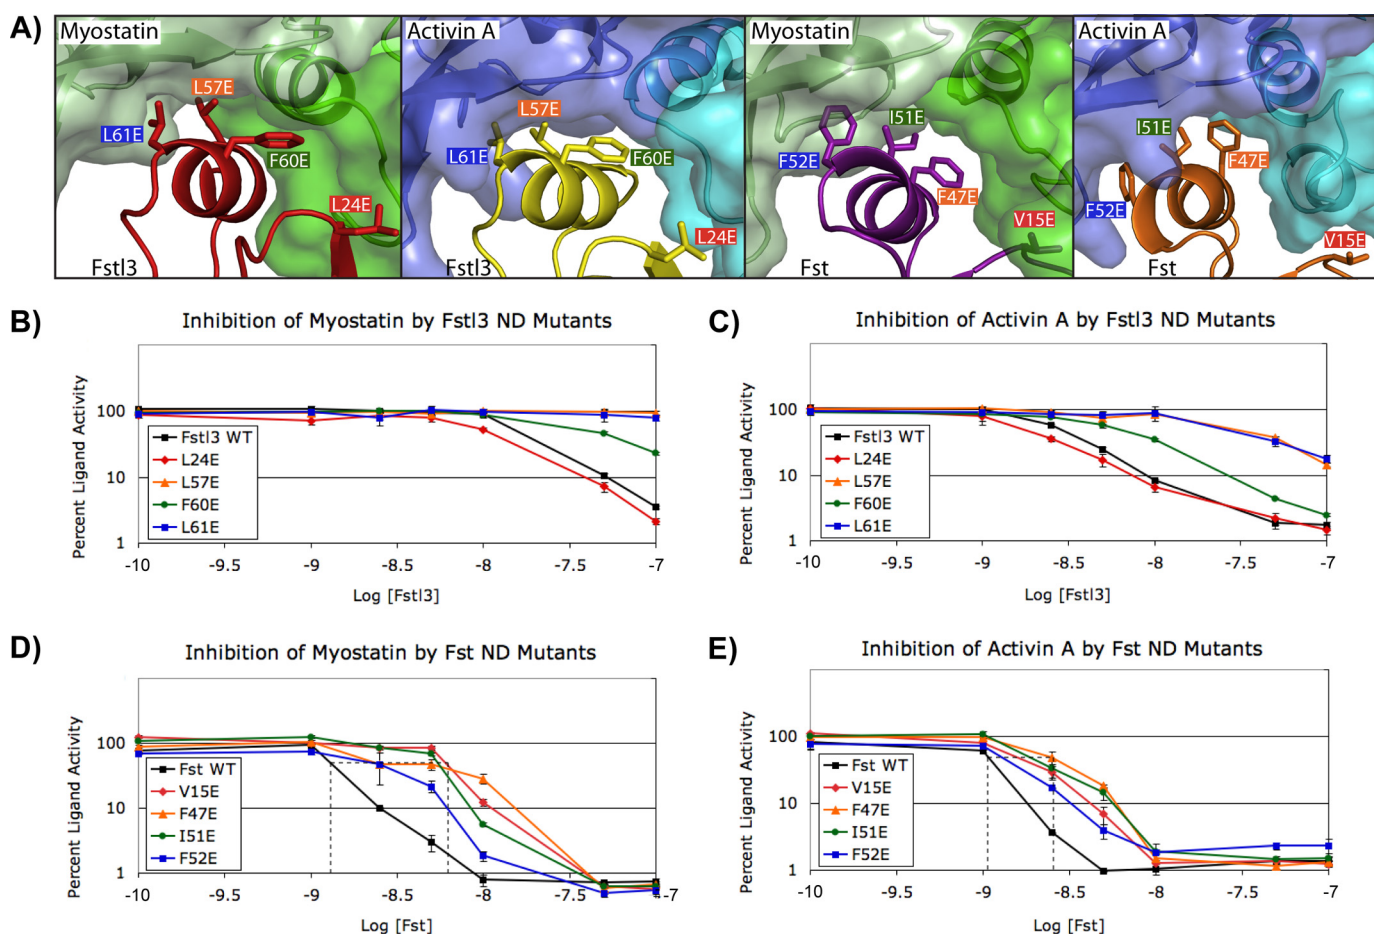 A)
Myostatin
L57E
L61E
F60E
L24E
Fstl3
Activin A
L57E
L61E
F60E
L24E
Fstl3
Myostatin
I51E
F52E
F47E
V15E
Fst
Activin A
I51E
F47E
F52E
V15E
Fst
B)
Inhibition of Myostatin by Fstl3 ND Mutants
Percent Ligand Activity
100
10
1
Fstl3 WT
L24E
L57E
F60E
L61E
-10 -9.5 -9 -8.5 -8 -7.5 -7
Log [Fstl3]
C)
Inhibition of Activin A by Fstl3 ND Mutants
Percent Ligand Activity
100
10
1
Fstl3 WT
L24E
L57E
F60E
L61E
-10 -9.5 -9 -8.5 -8 -7.5 -7
Log [Fstl3]
D)
Inhibition of Myostatin by Fst ND Mutants
Percent Ligand Activity
100
10
1
Fst WT
V15E
F47E
I51E
F52E
-10 -9.5 -9 -8.5 -8 -7.5 -7
Log [Fst]
E)
Inhibition of Activin A by Fst ND Mutants
Percent Ligand Activity
100
10
1
Fst WT
V15E
F47E
I51E
F52E
-10 -9.5 -9 -8.5 -8 -7.5 -7
Log [Fst]